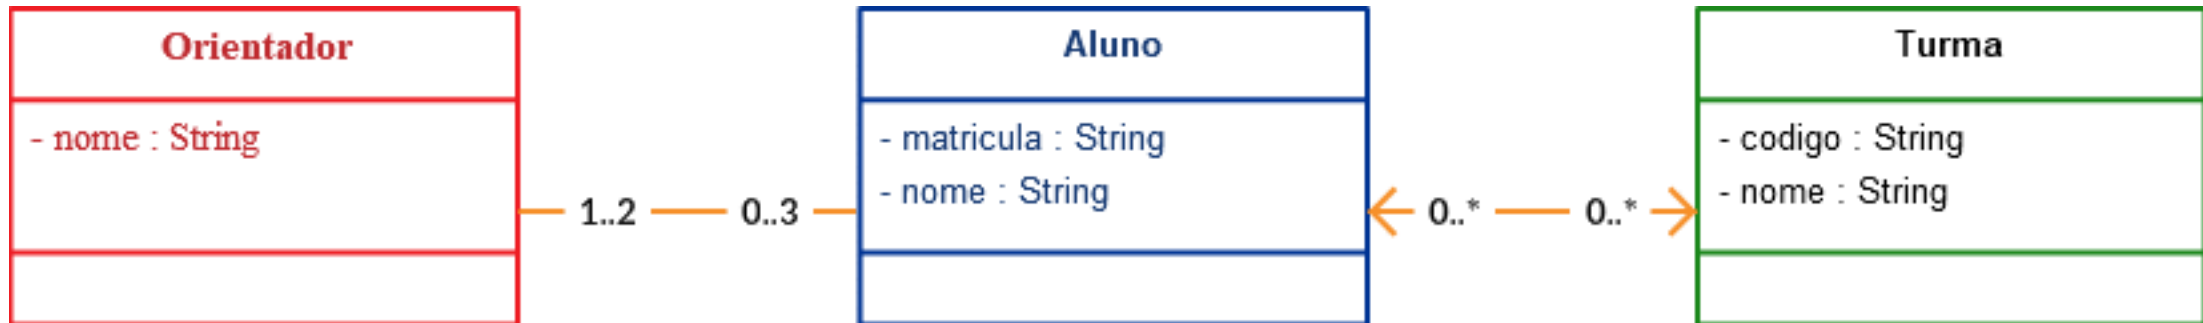 Orientador
- nome : String
1..2
0..3
Aluno
- matricula : String
- nome : String
0..*
0..*
Turma
- codigo : String
- nome : String